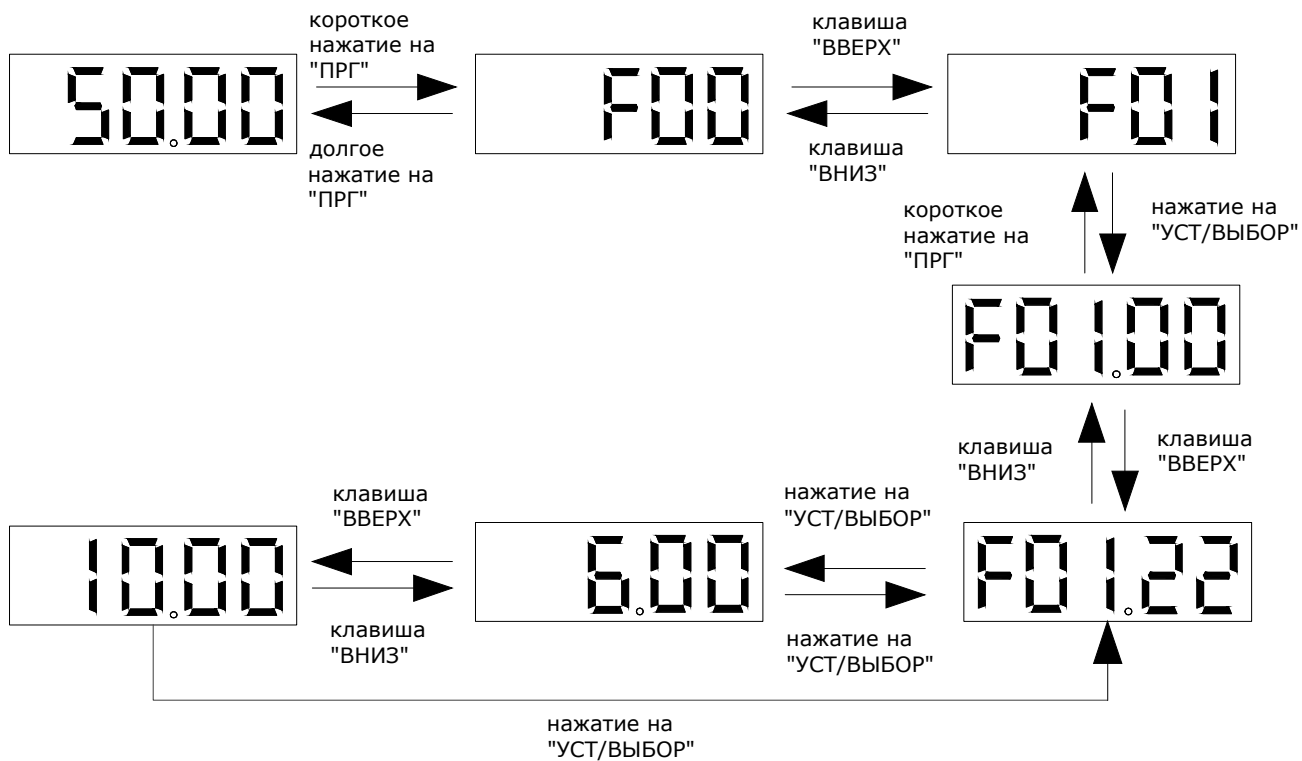 короткое
нажатие на
"ПРГ"
клавиша
"ВВЕРХ"
50.00
F00
F01
долгое
нажатие на
"ПРГ"
клавиша
"ВНИЗ"
короткое
нажатие на
"ПРГ"
нажатие на
"УСТ/ВЫБОР"
F01.00
клавиша
"ВНИЗ"
клавиша
"ВВЕРХ"
клавиша
"ВВЕРХ"
нажатие на
"УСТ/ВЫБОР"
10.00
6.00
F01.22
клавиша
"ВНИЗ"
нажатие на
"УСТ/ВЫБОР"
нажатие на
"УСТ/ВЫБОР"